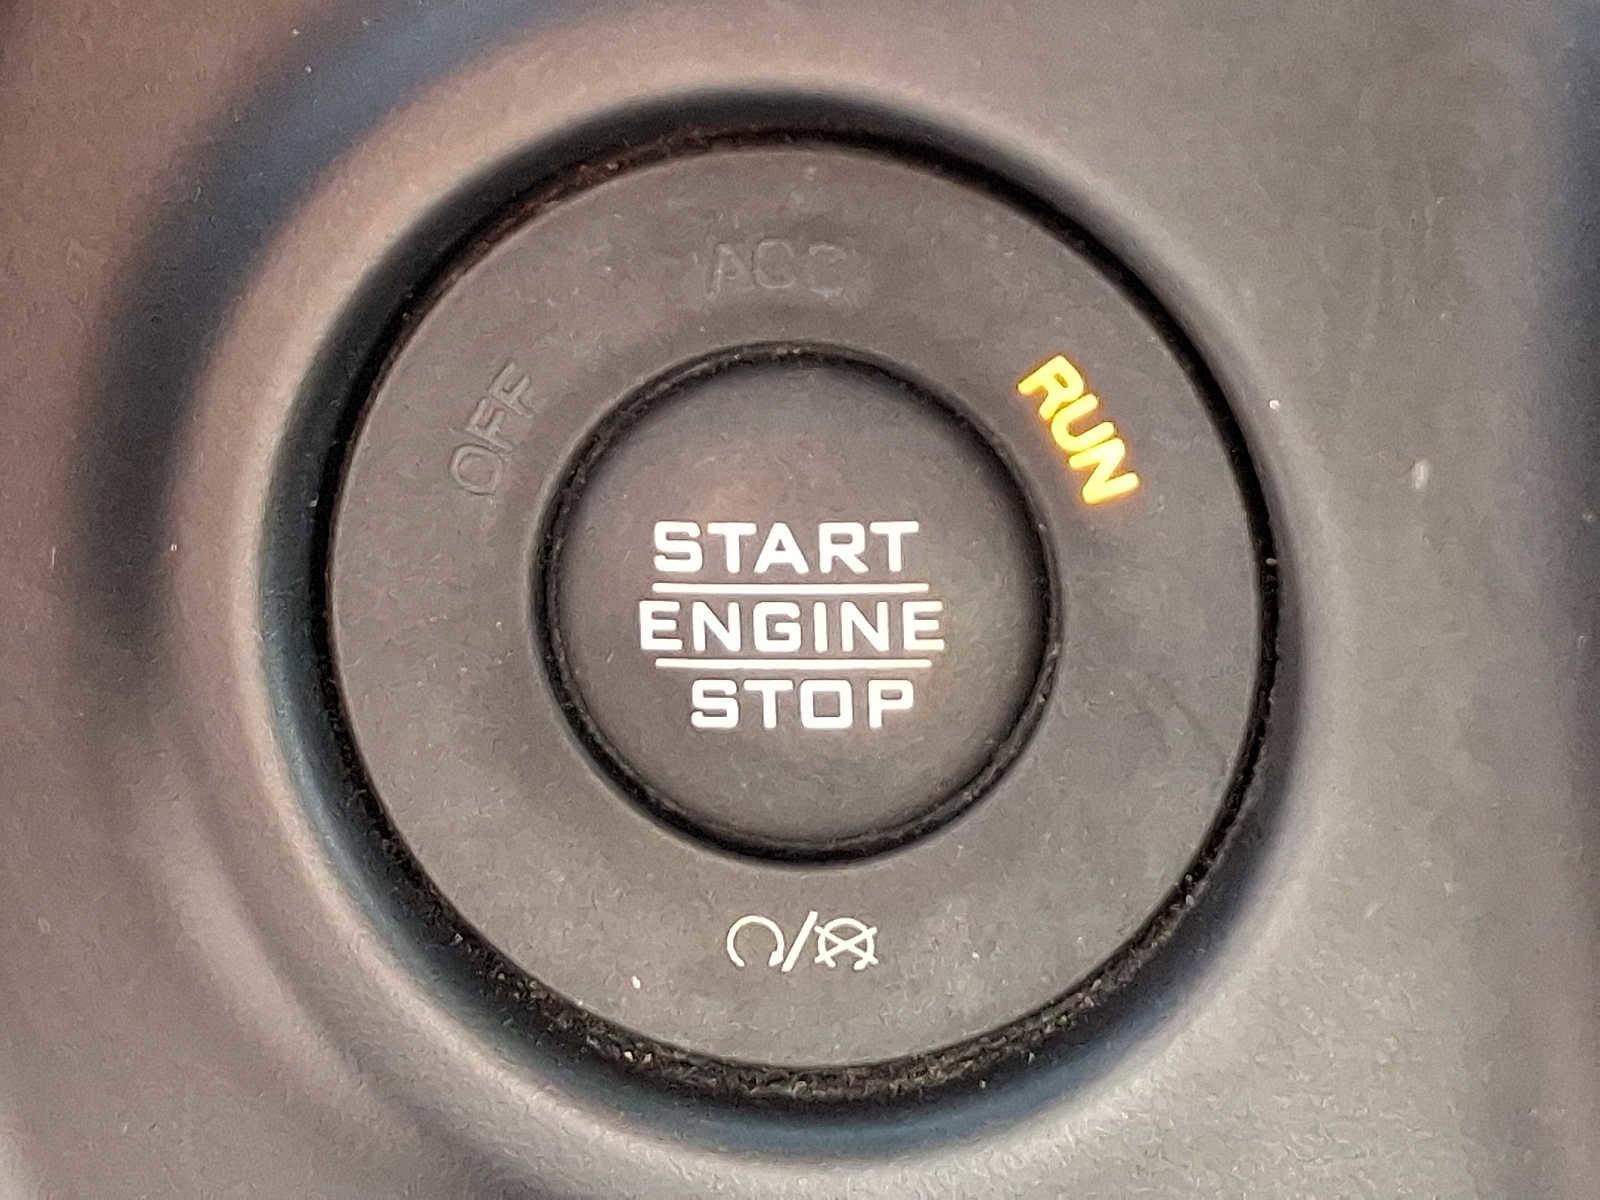 ACC
OFF
RUN
START
ENGINE
STOP
/